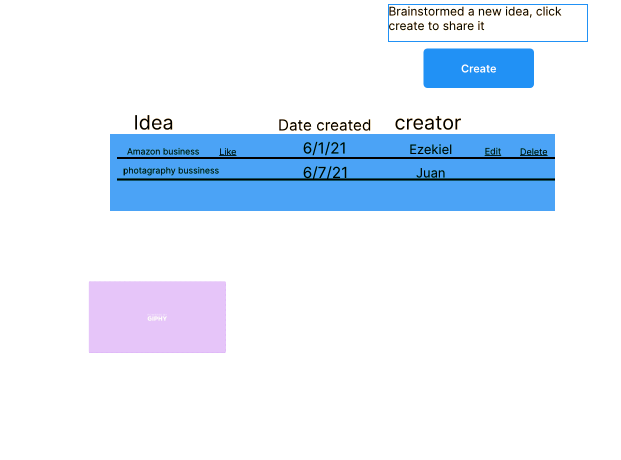 Brainstormed a new idea, click
create to share it
Create
Idea Date created creator
Amazon business Like 6/1/21 Ezekiel Edit Delete
photagraphy bussiness 6/7/21 Juan
GIPHY